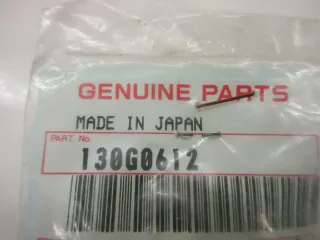 GENUINE PARTS
MADE IN JAPAN
PART No.
130G0612